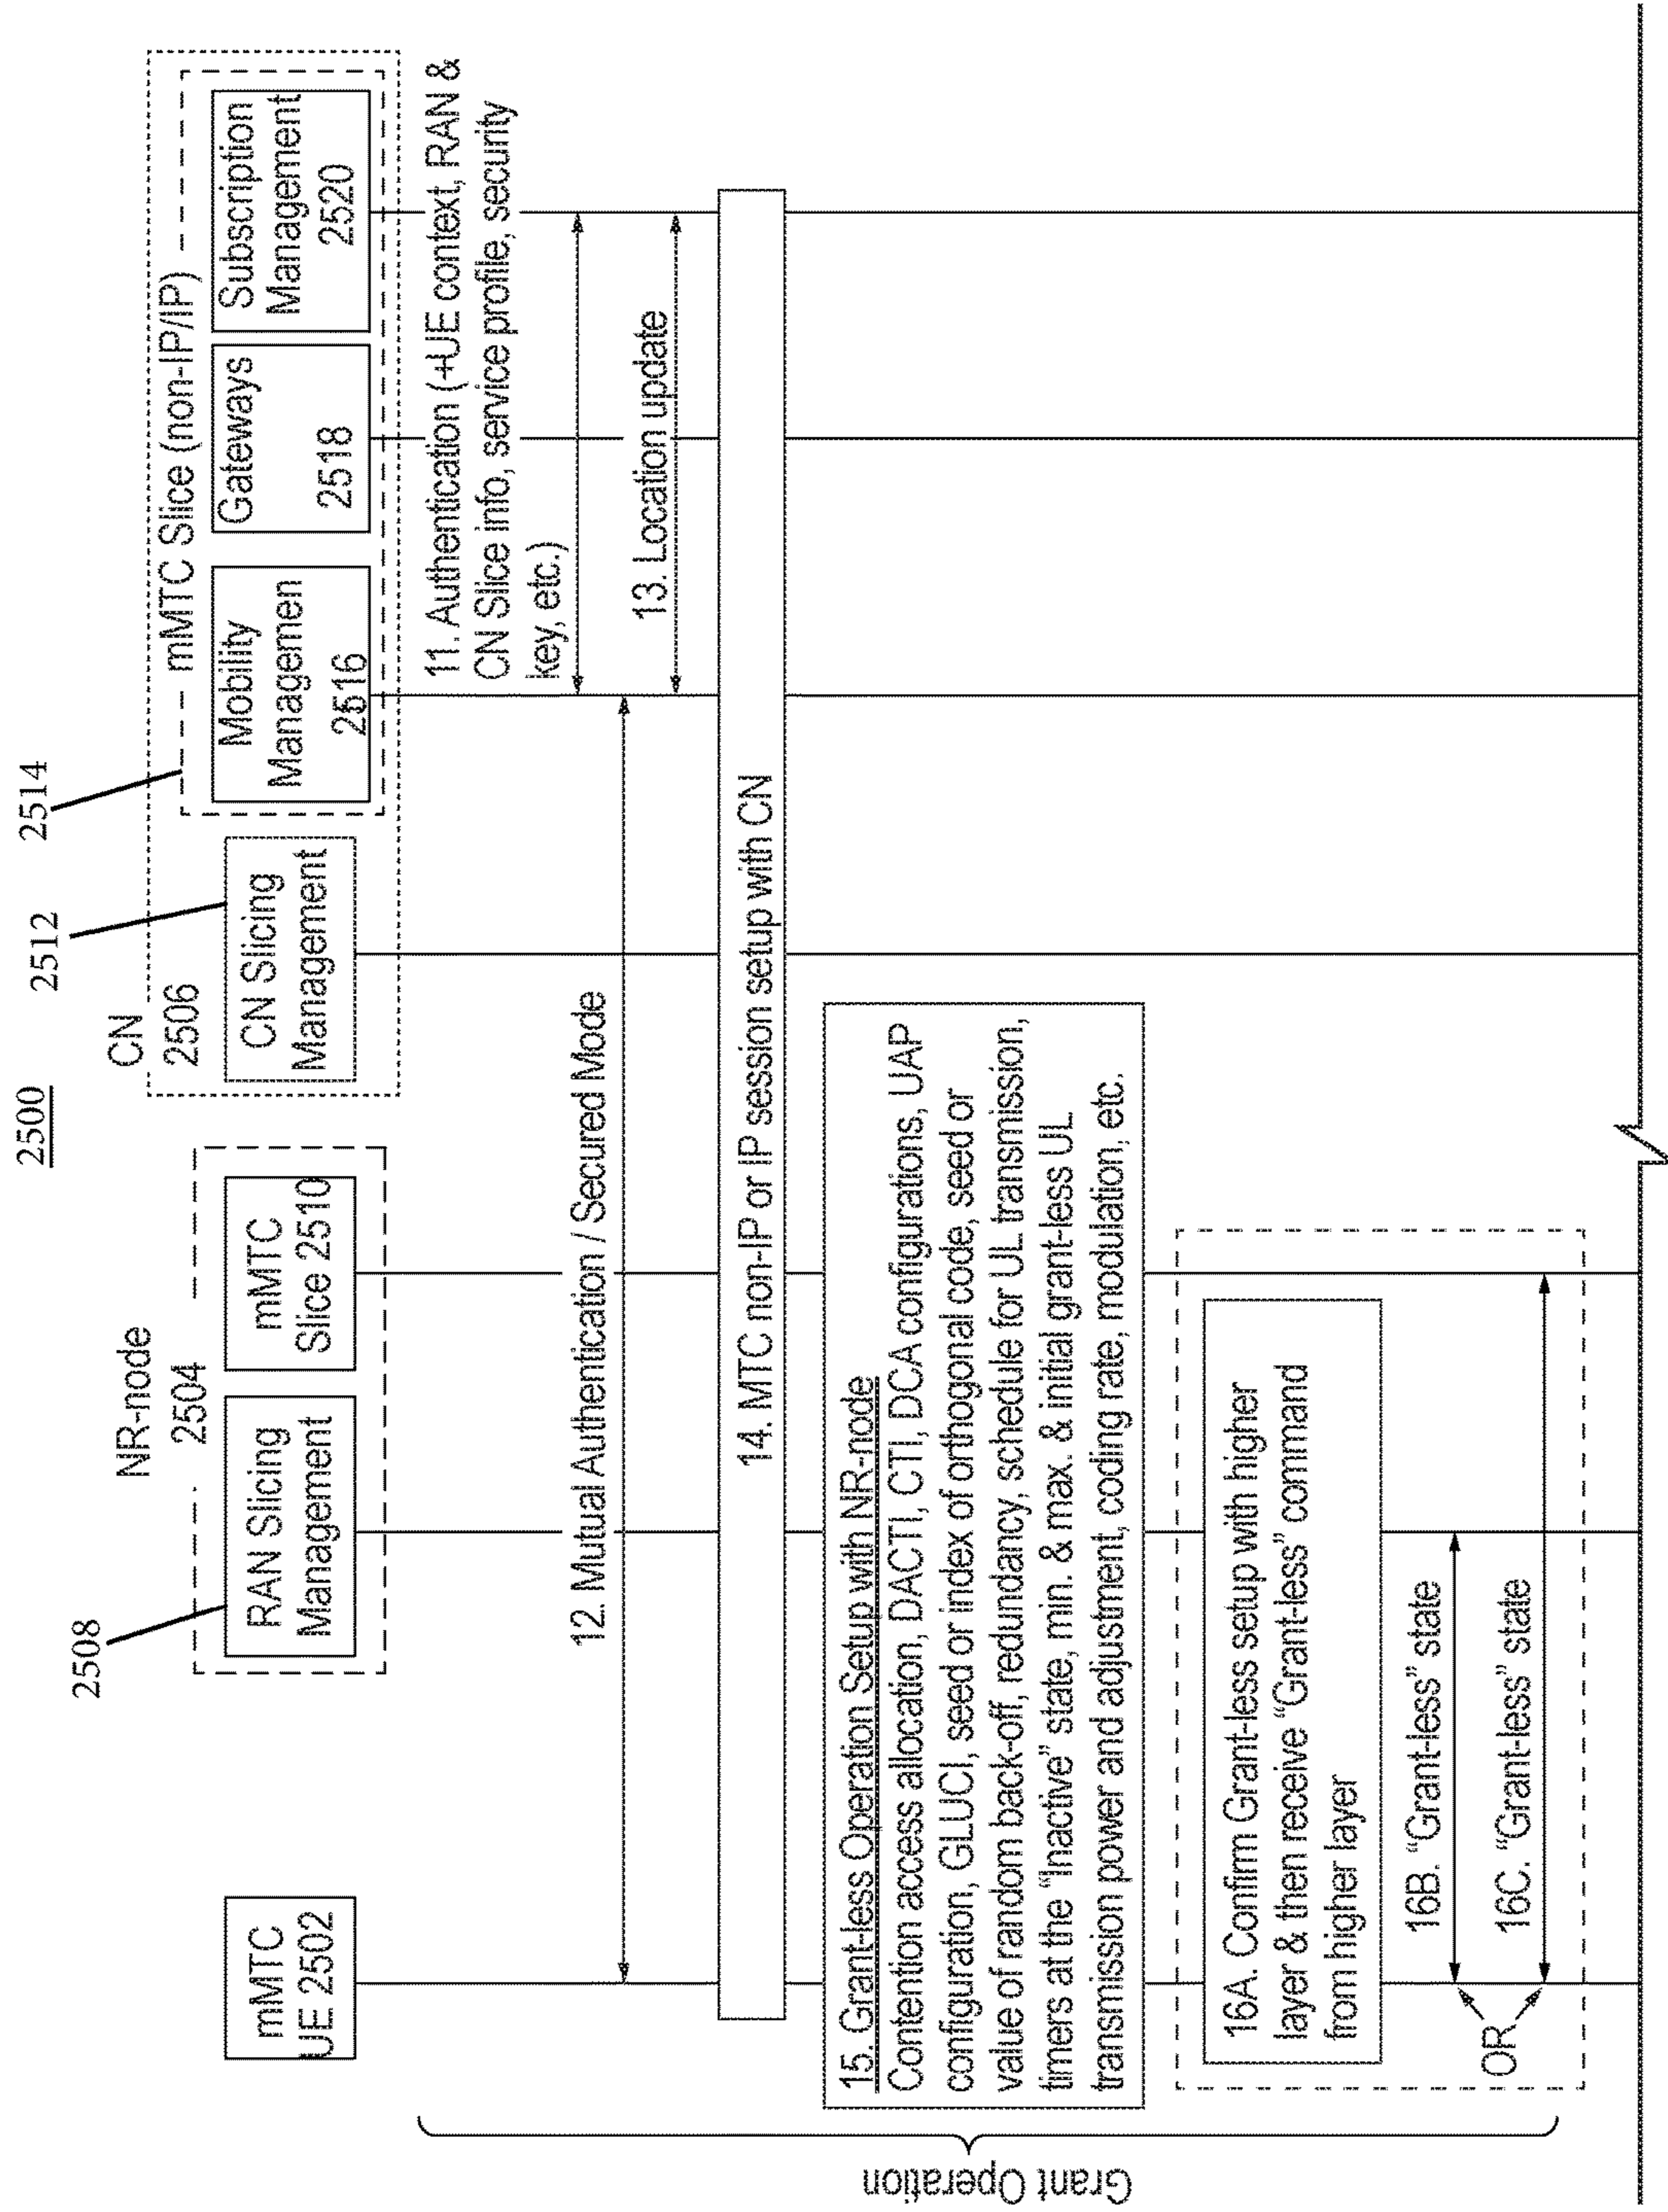 2500
NR-node
2504
2508
RAN Slicing
Management
mMTC
Slice 2510
mMTC
UE 2502
CN
2506
2512
CN Slicing
Management
2514
mMTC Slice (non-IP/IP)
Mobility
Managemen
2516
Gateways
2518
Subscription
Management
2520
11. Authentication (+UE context, RAN &
CN Slice info, service profile, security
key, etc.)
12. Mutual Authentication / Secured Mode
13. Location update
14. MTC non-IP or IP session setup with CN
15. Grant-less Operation Setup with NR-node
Contention access allocation, DACTI, CTI, DCA configurations, UAP
configuration, GLUCI, seed or index of orthogonal code, seed or
value of random back-off, redundancy, schedule for UL transmission,
timers at the “Inactive” state, min. & max. & initial grant-less UL
transmission power and adjustment, coding rate, modulation, etc.
16A. Confirm Grant-less setup with higher
layer & then receive “Grant-less” command
from higher layer
16B. “Grant-less” state
OR
16C. “Grant-less” state
Grant Operation